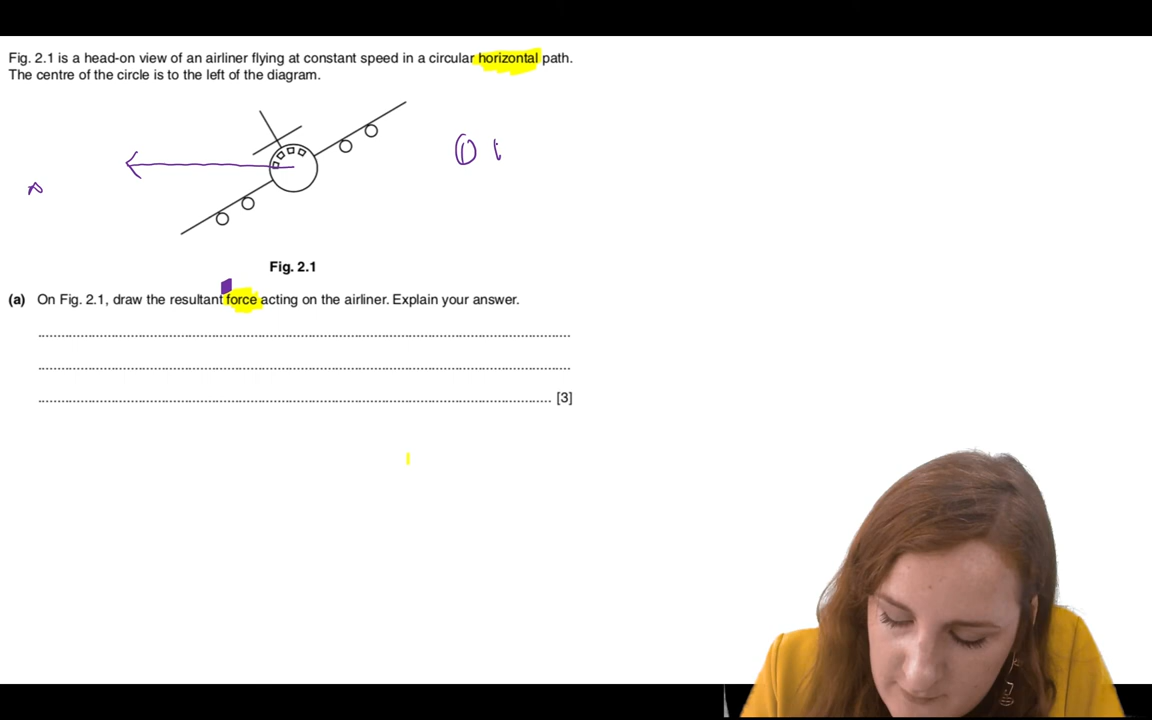 Fig. 2.1 is a head-on view of an airliner flying at constant speed in a circular horizontal path.
The centre of the circle is to the left of the diagram.
①
Fig. 2.1
(a) On Fig. 2.1, draw the resultant force acting on the airliner. Explain your answer.
[3]